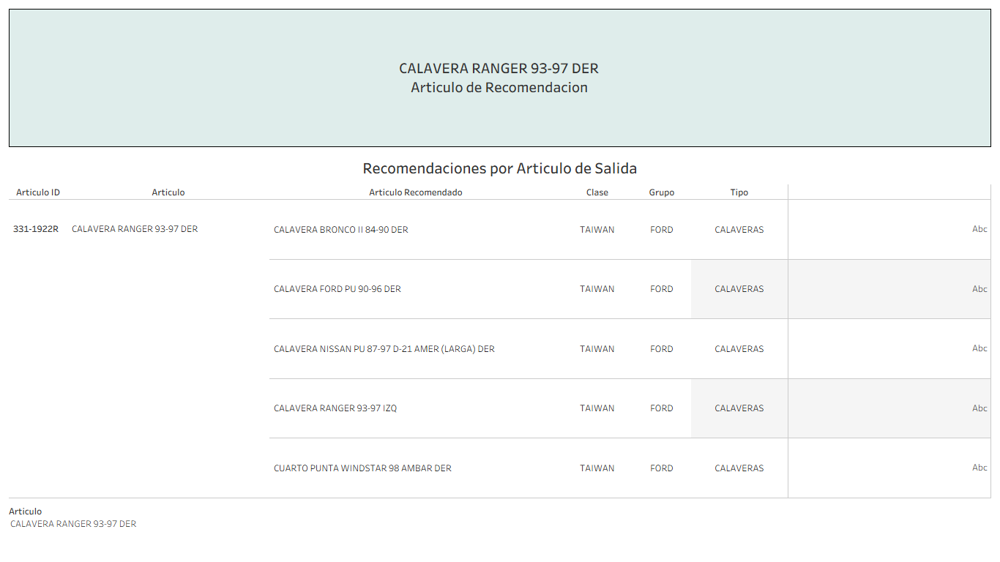 CALAVERA RANGER 93-97 DER
Articulo de Recomendacion
Recomendaciones por Articulo de Salida
Articulo ID Articulo Articulo Recomendado Clase Grupo Tipo
331-1922R CALAVERA RANGER 93-97 DER CALAVERA BRONCO II 84-90 DER TAIWAN FORD CALAVERAS Abc
CALAVERA FORD PU 90-96 DER TAIWAN FORD CALAVERAS Abc
CALAVERA NISSAN PU 87-97 D-21 AMER (LARGA) DER TAIWAN FORD CALAVERAS Abc
CALAVERA RANGER 93-97 IZQ TAIWAN FORD CALAVERAS Abc
CUARTO PUNTA WINDSTAR 98 AMBAR DER TAIWAN FORD CALAVERAS Abc
Articulo
CALAVERA RANGER 93-97 DER